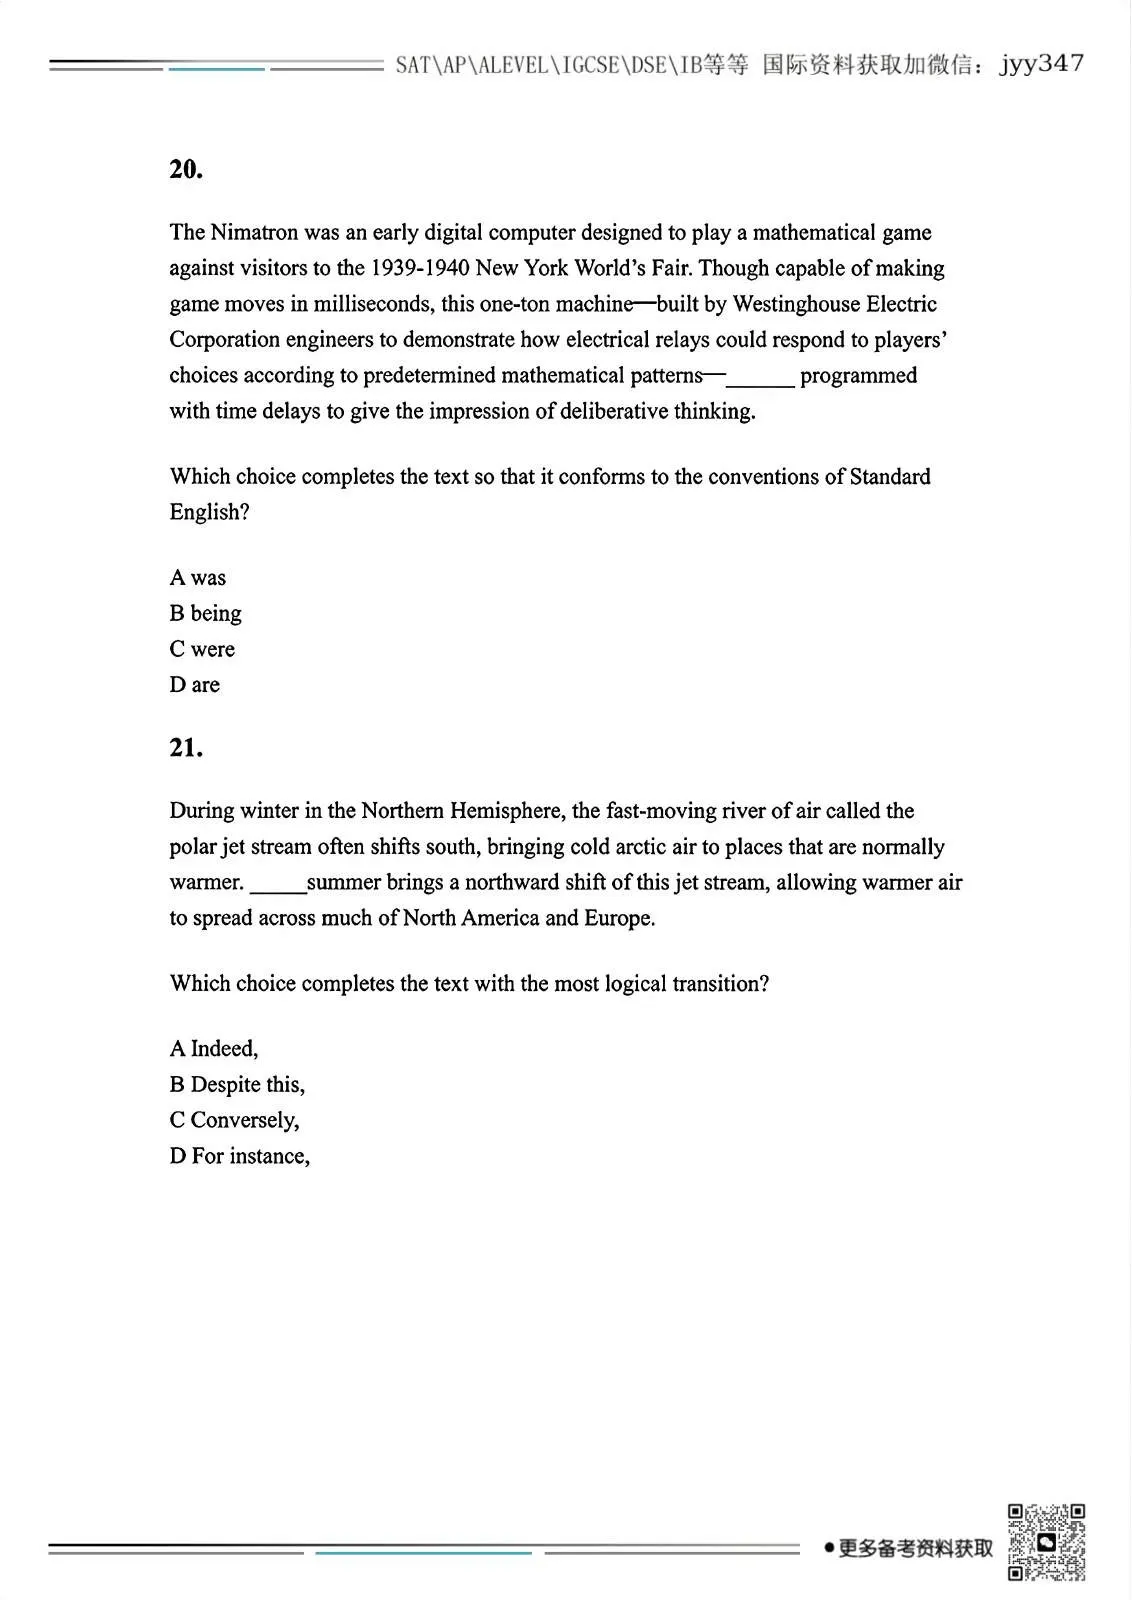 SAT\AP\ALEVEL\IGCSE\DSE\IB等等 国际资料获取加微信：jyy347
20.
The Nimatron was an early digital computer designed to play a mathematical game
against visitors to the 1939-1940 New York World’s Fair. Though capable of making
game moves in milliseconds, this one-ton machine—built by Westinghouse Electric
Corporation engineers to demonstrate how electrical relays could respond to players’
choices according to predetermined mathematical patterns—______ programmed
with time delays to give the impression of deliberative thinking.
Which choice completes the text so that it conforms to the conventions of Standard
English?
A was
B being
C were
D are
21.
During winter in the Northern Hemisphere, the fast-moving river of air called the
polar jet stream often shifts south, bringing cold arctic air to places that are normally
warmer. _____summer brings a northward shift of this jet stream, allowing warmer air
to spread across much of North America and Europe.
Which choice completes the text with the most logical transition?
A Indeed,
B Despite this,
C Conversely,
D For instance,
●更多备考资料获取